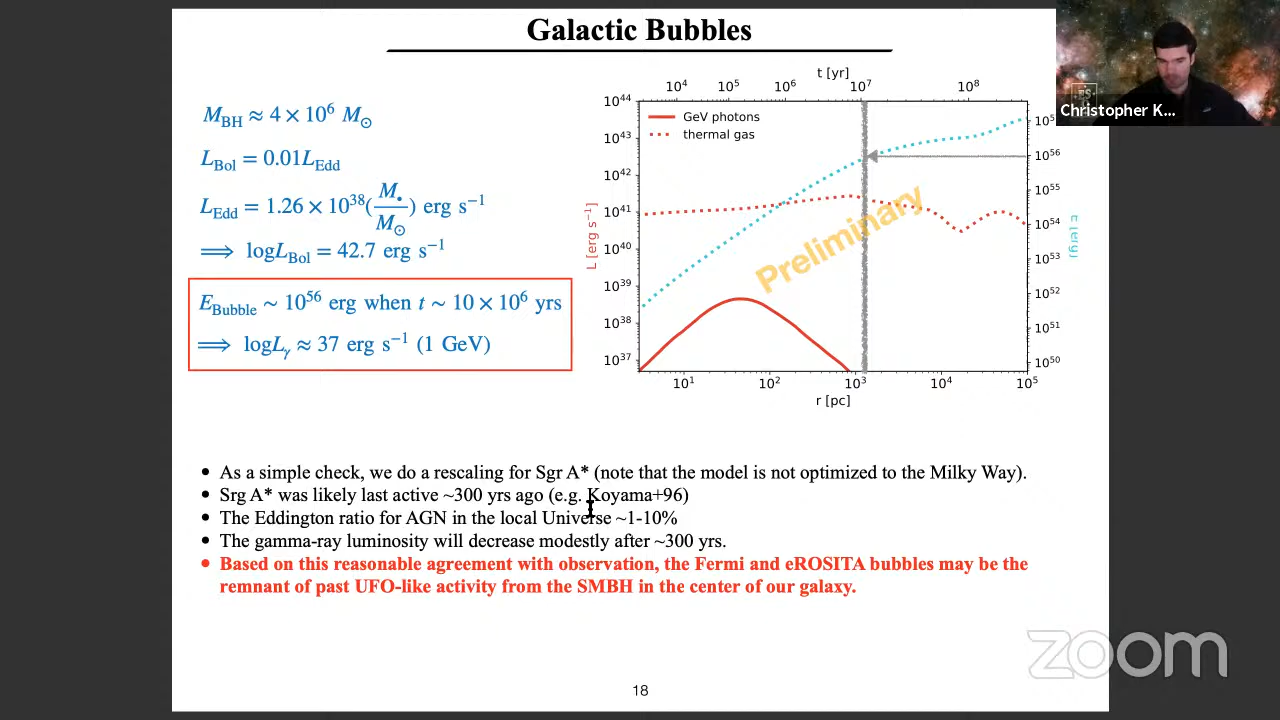 Galactic Bubbles
M_BH ≈ 4 × 10^6 M_⊙
L_Bol = 0.01L_Edd
L_Edd = 1.26 × 10^38(M_•/M_⊙) erg s^−1
⟹ logL_Bol = 42.7 erg s^−1
E_Bubble ~ 10^56 erg when t ~ 10 × 10^6 yrs
⟹ logL_γ ≈ 37 erg s^−1 (1 GeV)
t [yr]
10^4 10^5 10^6 10^7 10^8
GeV photons
thermal gas
10^44
10^43
10^42
10^41
10^40
10^39
10^38
10^37
L [erg s^−1]
Preliminary
10^56
10^55
10^54
10^53
10^52
10^51
10^50
10^1 10^2 10^3 10^4 10^5
r [pc]
Christopher K...
• As a simple check, we do a rescaling for Sgr A* (note that the model is not optimized to the Milky Way).
• Srg A* was likely last active ~300 yrs ago (e.g. Koyama+96)
• The Eddington ratio for AGN in the local Universe ~1-10%
• The gamma-ray luminosity will decrease modestly after ~300 yrs.
• Based on this reasonable agreement with observation, the Fermi and eROSITA bubbles may be the
remnant of past UFO-like activity from the SMBH in the center of our galaxy.
zoom
18